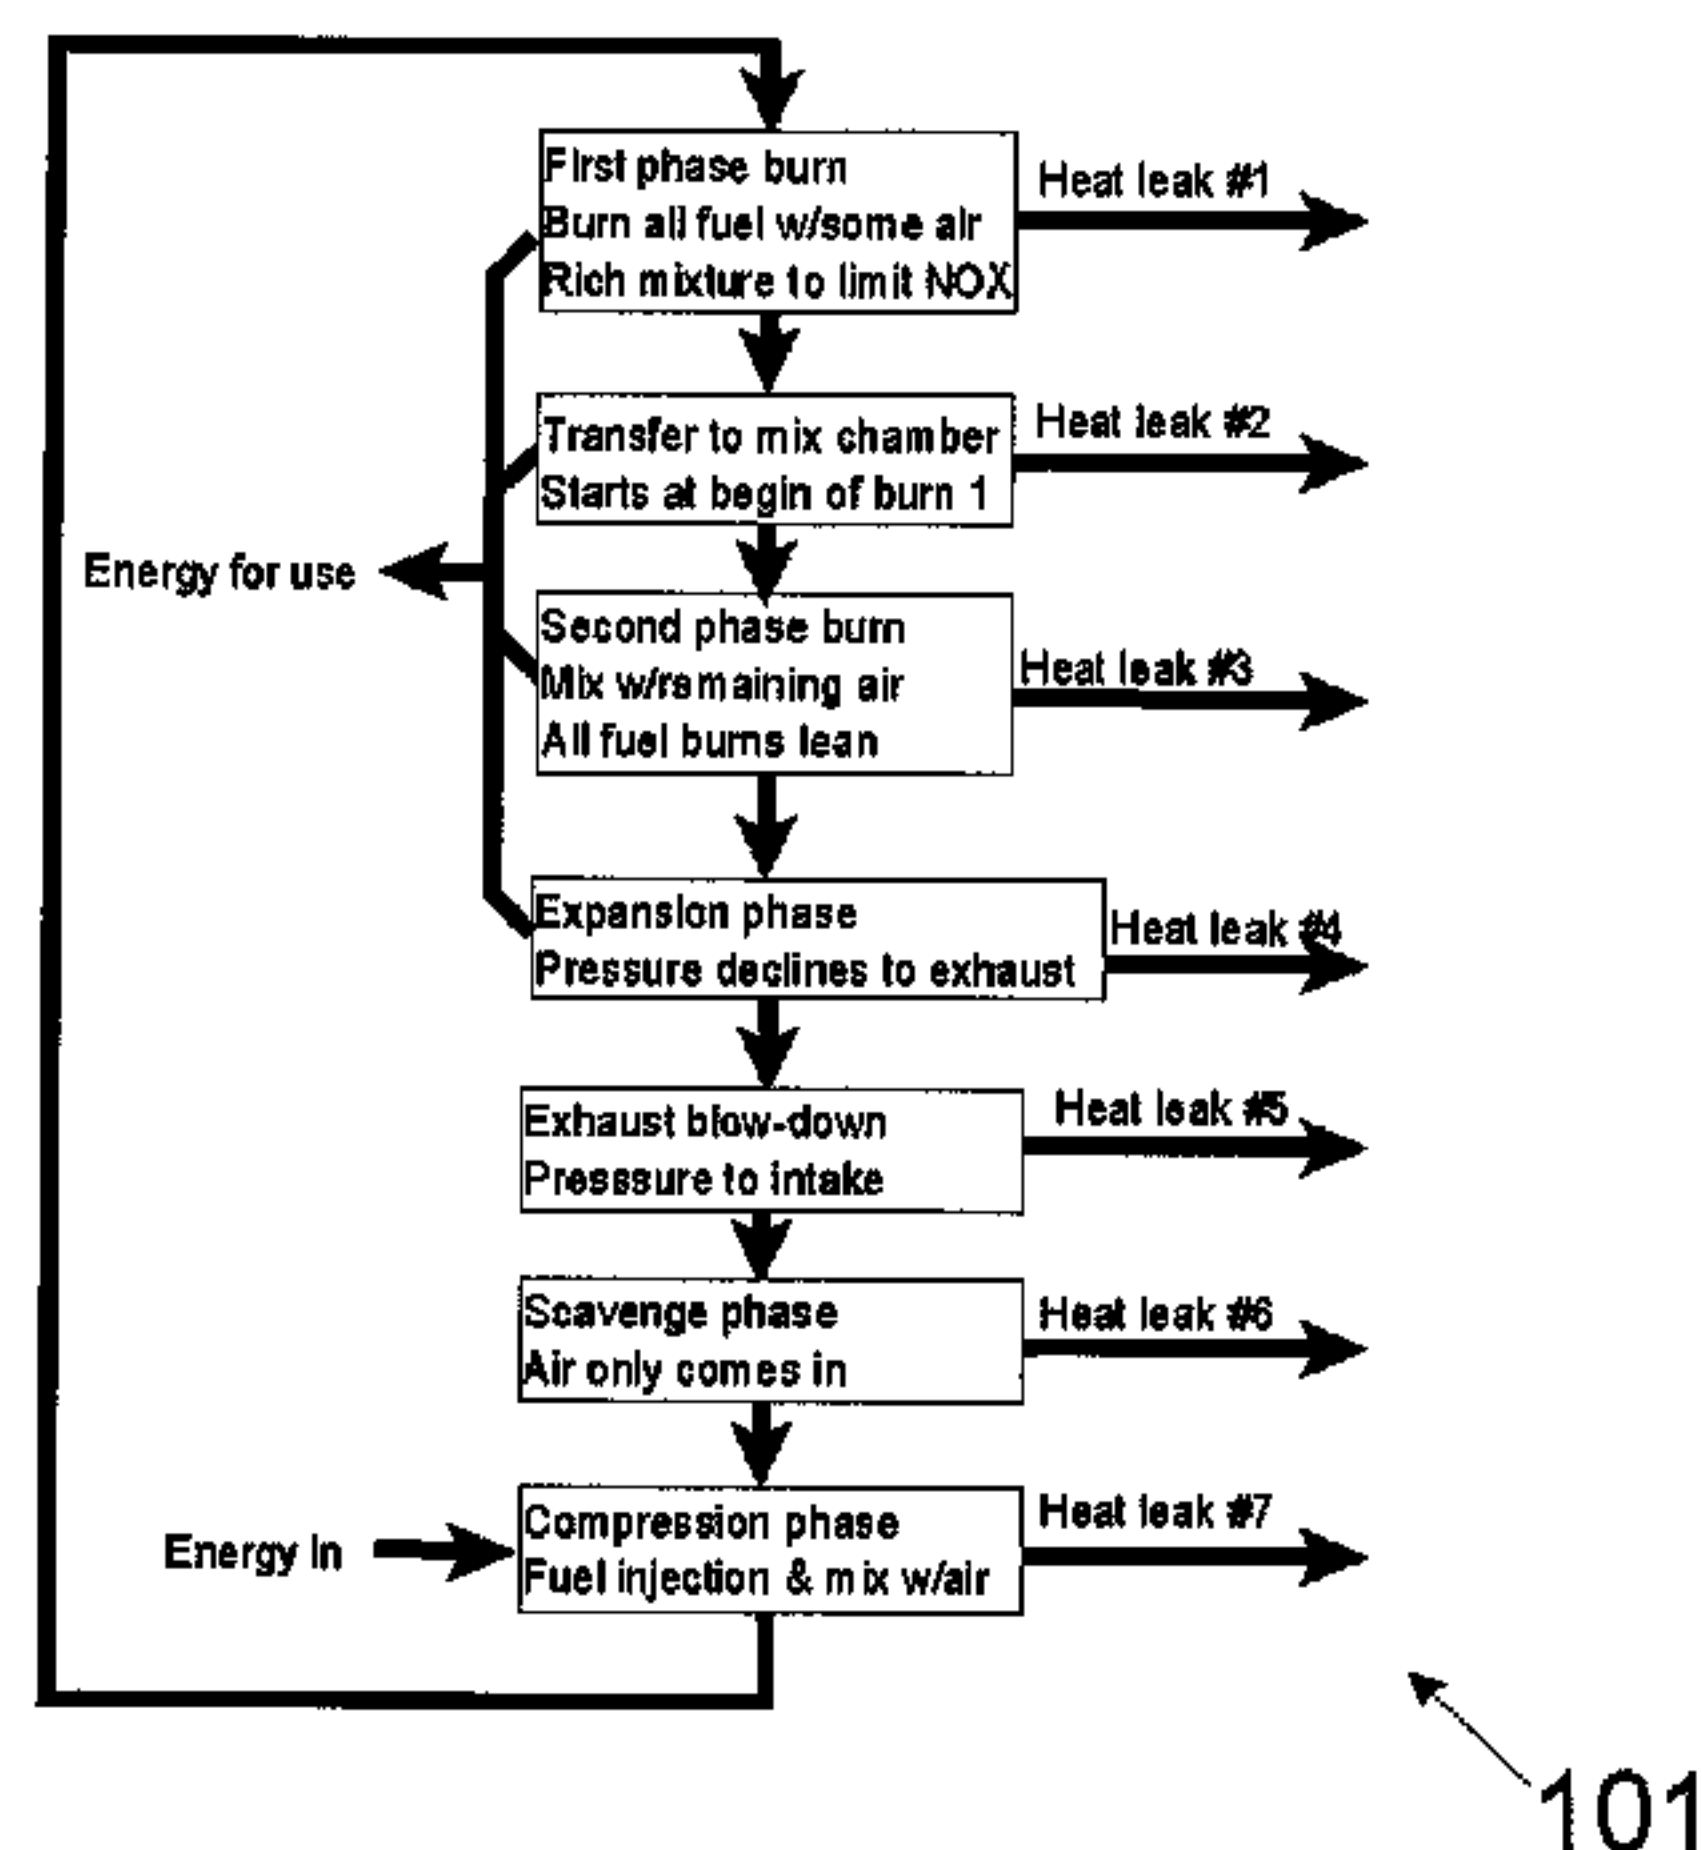 First phase burn
Burn all fuel w/some air
Rich mixture to limit NOX
Heat leak #1
Transfer to mix chamber
Starts at begin of burn 1
Heat leak #2
Energy for use
Second phase burn
Mix w/remaining air
All fuel burns lean
Heat leak #3
Expansion phase
Pressure declines to exhaust
Heat leak #4
Exhaust blow-down
Presssure to intake
Heat leak #5
Scavenge phase
Air only comes in
Heat leak #6
Energy in
Compression phase
Fuel injection & mix w/air
Heat leak #7
101